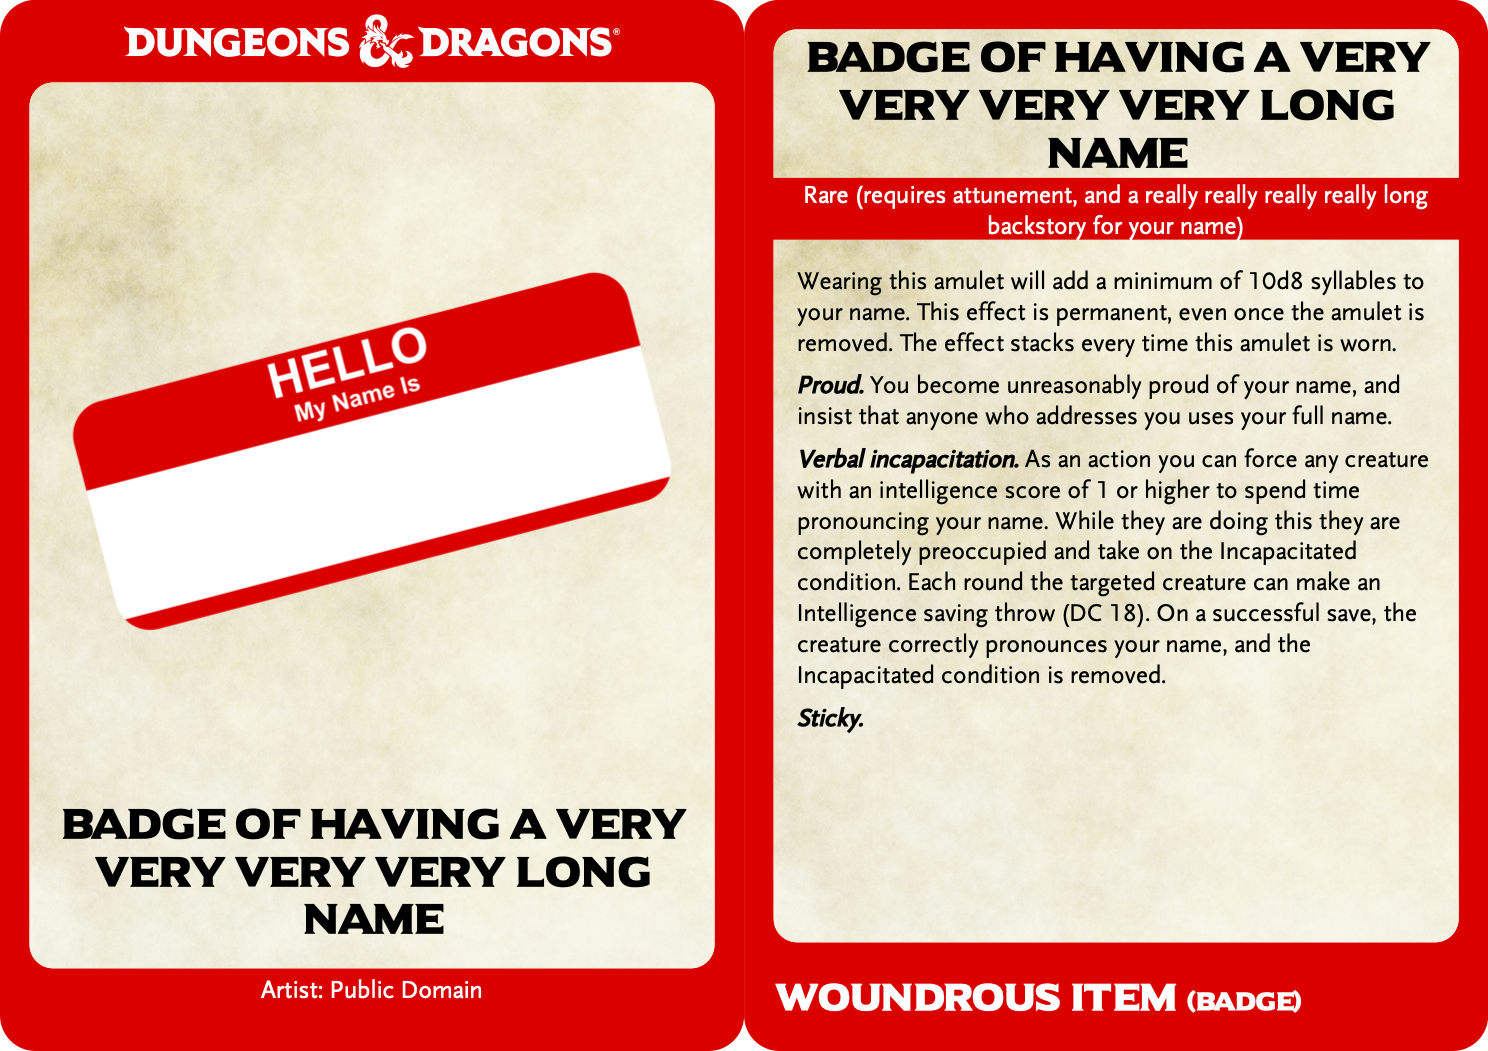 DUNGEONS & DRAGONS®
HELLO
My Name Is
BADGE OF HAVING A VERY
VERY VERY VERY LONG
NAME
Artist: Public Domain
BADGE OF HAVING A VERY
VERY VERY VERY LONG
NAME
Rare (requires attunement, and a really really really really long
backstory for your name)
Wearing this amulet will add a minimum of 10d8 syllables to
your name. This effect is permanent, even once the amulet is
removed. The effect stacks every time this amulet is worn.
Proud. You become unreasonably proud of your name, and
insist that anyone who addresses you uses your full name.
Verbal incapacitation. As an action you can force any creature
with an intelligence score of 1 or higher to spend time
pronouncing your name. While they are doing this they are
completely preoccupied and take on the Incapacitated
condition. Each round the targeted creature can make an
Intelligence saving throw (DC 18). On a successful save, the
creature correctly pronounces your name, and the
Incapacitated condition is removed.
Sticky.
WOUNDROUS ITEM (BADGE)